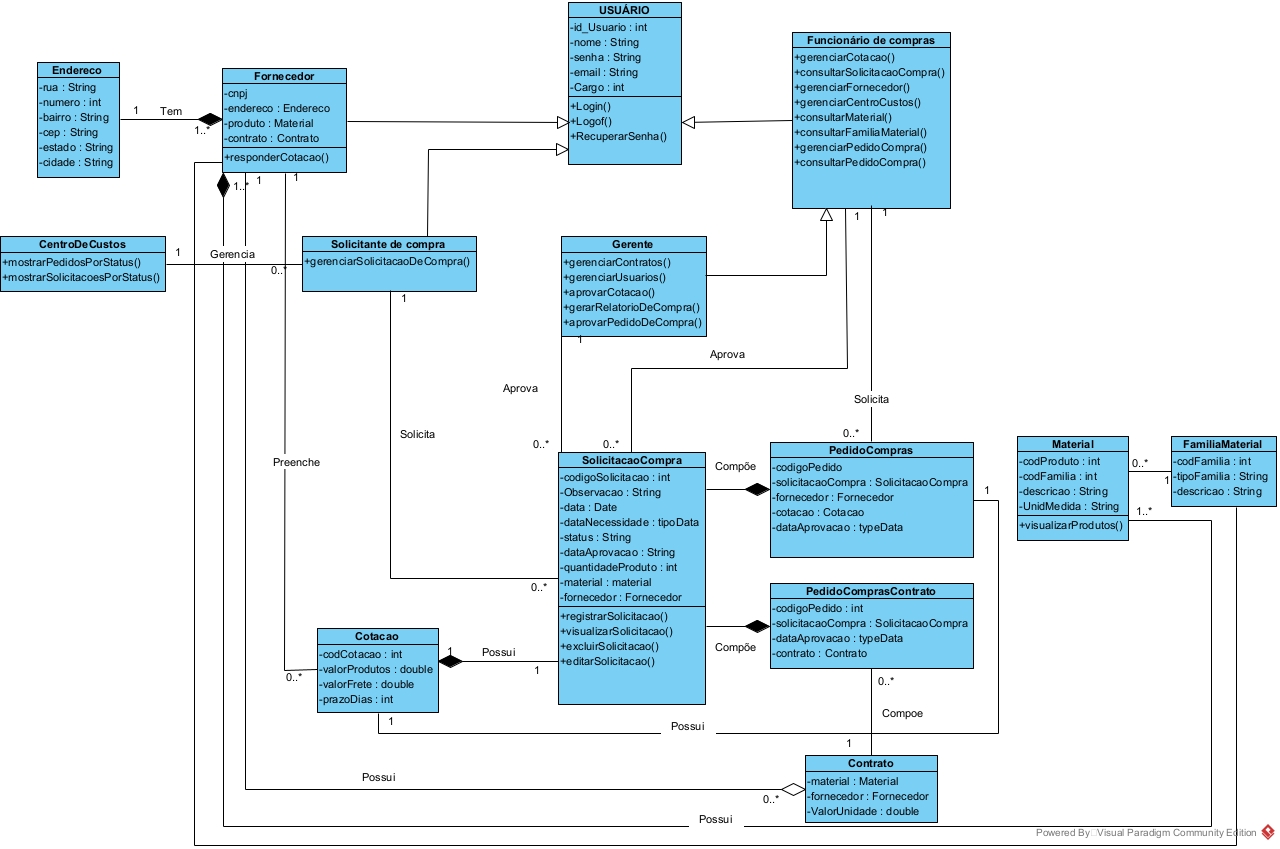 USUÁRIO
-id_Usuario : int
-nome : String
-senha : String
-email : String
-Cargo : int
+Login()
+Logof()
+RecuperarSenha()
Funcionário de compras
+gerenciarCotacao()
+consultarSolicitacaoCompra()
+gerenciarFornecedor()
+gerenciarCentroCustos()
+consultarMaterial()
+consultarFamiliaMaterial()
+gerenciarPedidoCompra()
+consultarPedidoCompra()
Endereco
-rua : String
-numero : int
-bairro : String
-cep : String
-estado : String
-cidade : String
1
Tem
1..*
Fornecedor
-cnpj
-endereco : Endereco
-produto : Material
-contrato : Contrato
+responderCotacao()
1..*
1
1
1
1
CentroDeCustos
+mostrarPedidosPorStatus()
+mostrarSolicitacoesPorStatus()
1
Gerencia
0..*
Solicitante de compra
+gerenciarSolicitacaoDeCompra()
1
Gerente
+gerenciarContratos()
+gerenciarUsuarios()
+aprovarCotacao()
+gerarRelatorioDeCompra()
+aprovarPedidoDeCompra()
1
Aprova
Aprova
Solicita
Solicita
Preenche
0..*
0..*
0..*
SolicitacaoCompra
-codigoSolicitacao : int
-Observacao : String
-data : Date
-dataNecessidade : tipoData
-status : String
-dataAprovacao : String
-quantidadeProduto : int
-material : material
-fornecedor : Fornecedor
+registrarSolicitacao()
+visualizarSolicitacao()
+excluirSolicitacao()
+editarSolicitacao()
0..*
Compõe
PedidoCompras
-codigoPedido
-solicitacaoCompra : SolicitacaoCompra
-fornecedor : Fornecedor
-cotacao : Cotacao
-dataAprovacao : typeData
1
Material
-codProduto : int
-codFamilia : int
-descricao : String
-UnidMedida : String
+visualizarProdutos()
0..*
1
1..*
FamiliaMaterial
-codFamilia : int
-tipoFamilia : String
-descricao : String
Compõe
PedidoComprasContrato
-codigoPedido : int
-solicitacaoCompra : SolicitacaoCompra
-dataAprovacao : typeData
-contrato : Contrato
0..*
Compoe
1
Cotacao
-codCotacao : int
-valorProdutos : double
-valorFrete : double
-prazoDias : int
0..*
1
Possui
1
1
Possui
Possui
0..*
Contrato
-material : Material
-fornecedor : Fornecedor
-ValorUnidade : double
Possui
Powered By Visual Paradigm Community Edition